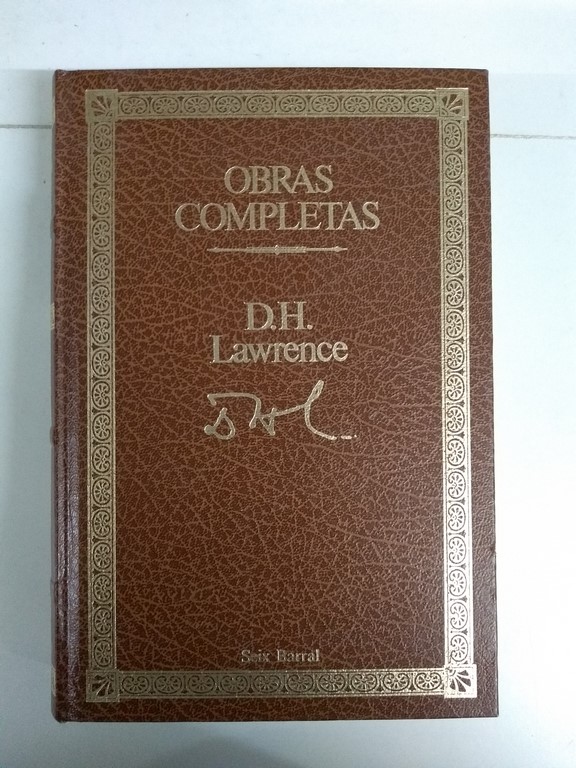 OBRAS
COMPLETAS
D.H.
Lawrence
Seix Barral